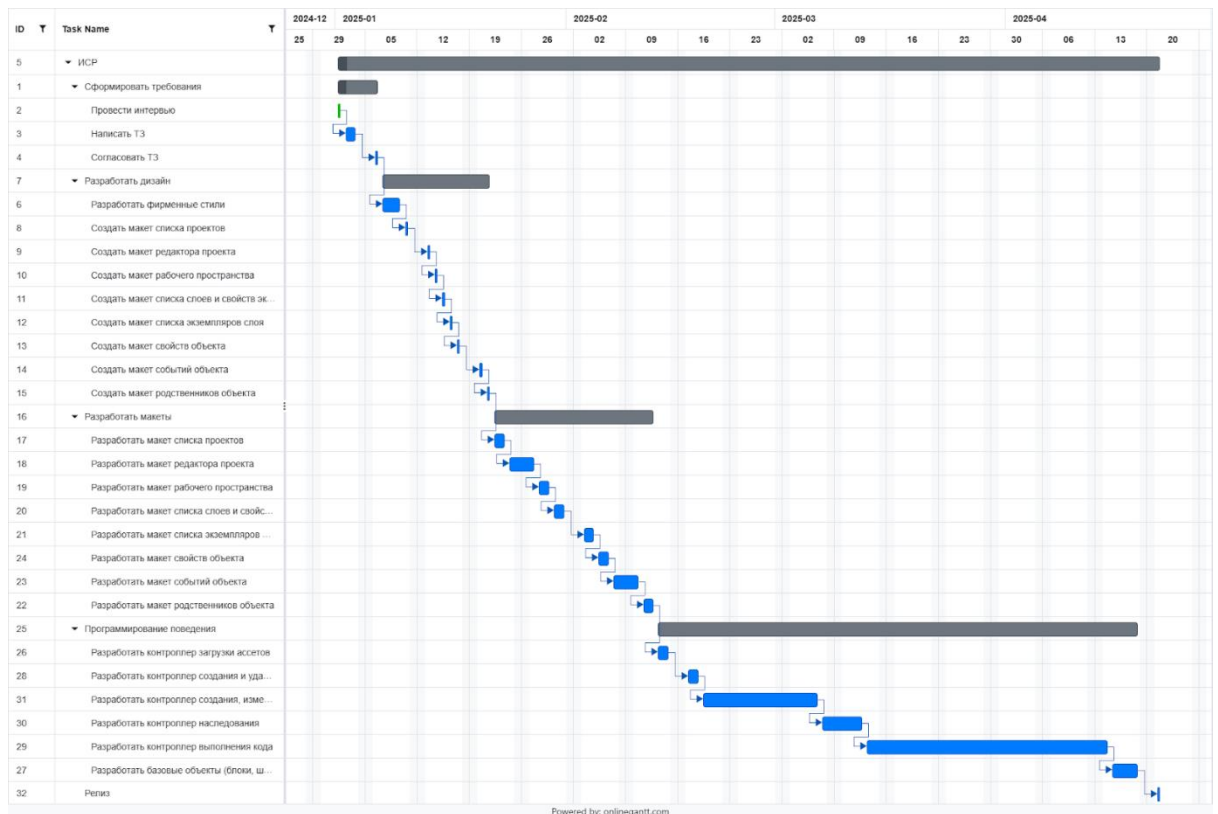 2024-12 2025-01 2025-02 2025-03 2025-04
ID Task Name
25 29 05 12 19 26 02 09 16 23 02 09 16 23 30 06 13 20
5 ИСР
1 Сформировать требования
2 Провести интервью
3 Написать ТЗ
4 Согласовать ТЗ
7 Разработать дизайн
6 Разработать фирменные стили
8 Создать макет списка проектов
9 Создать макет редактора проекта
10 Создать макет рабочего пространства
11 Создать макет списка слоев и свойств эк...
12 Создать макет списка экземпляров слоя
13 Создать макет свойств объекта
14 Создать макет событий объекта
15 Создать макет родственников объекта
16 Разработать макеты
17 Разработать макет списка проектов
18 Разработать макет редактора проекта
19 Разработать макет рабочего пространства
20 Разработать макет списка слоев и свойс...
21 Разработать макет списка экземпляров ...
24 Разработать макет свойств объекта
23 Разработать макет событий объекта
22 Разработать макет родственников объекта
25 Программирование поведения
26 Разработать контроллер загрузки ассетов
28 Разработать контроллер создания и уда...
31 Разработать контроллер создания, изме...
30 Разработать контроллер наследования
29 Разработать контроллер выполнения кода
27 Разработать базовые объекты (блоки, ш...
32 Релиз
Powered by: onlinegantt.com